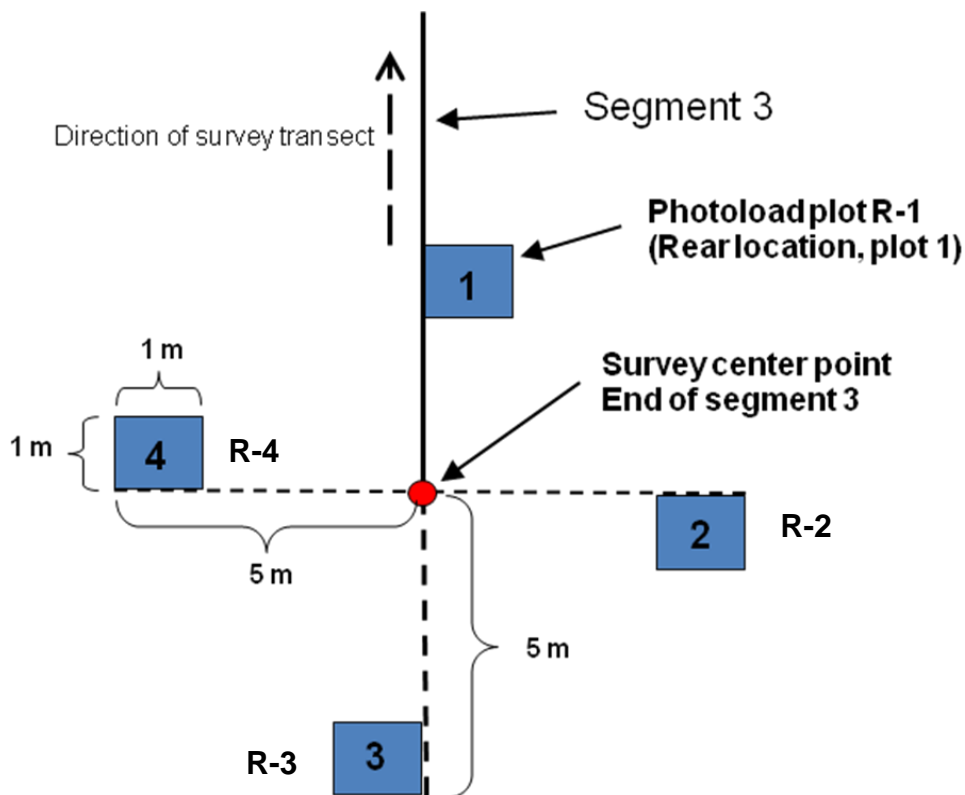 Segment 3
Direction of survey transect
Photoload plot R-1
(Rear location, plot 1)
1
1 m
Survey center point
End of segment 3
1 m
4
R-4
2
R-2
5 m
5 m
3
R-3